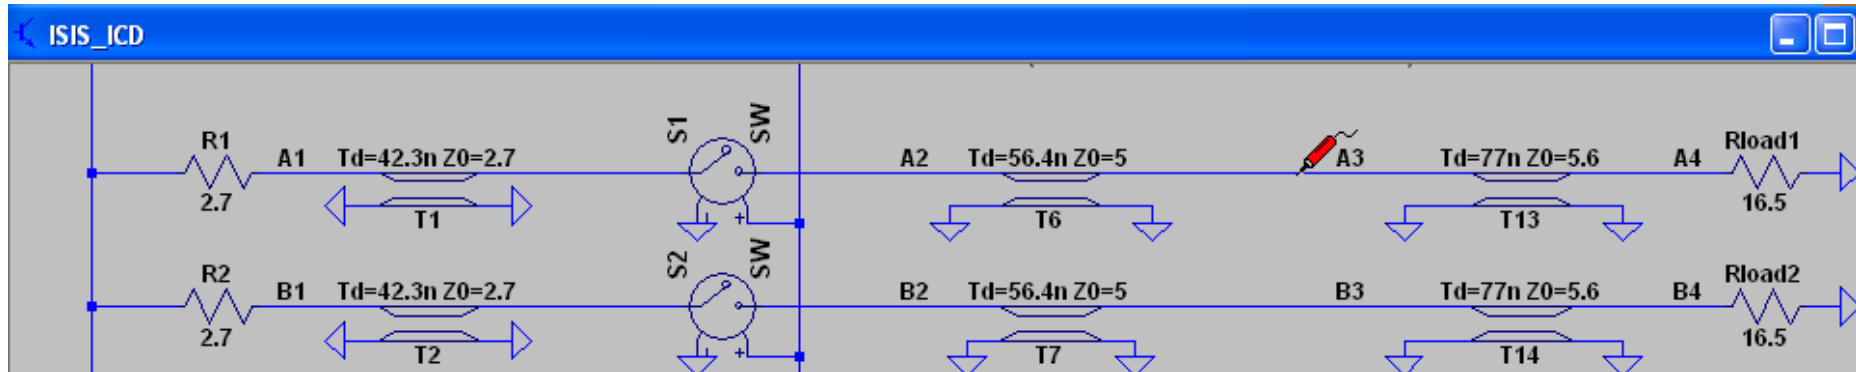 ISIS_ICD
R1
A1 Td=42.3n Z0=2.7
S1
SW
A2 Td=56.4n Z0=5
A3 Td=77n Z0=5.6 A4
Rload1
2.7
T1
+
T6
T13
16.5
R2
B1 Td=42.3n Z0=2.7
S2
SW
B2 Td=56.4n Z0=5
B3 Td=77n Z0=5.6 B4
Rload2
2.7
T2
+
T7
T14
16.5